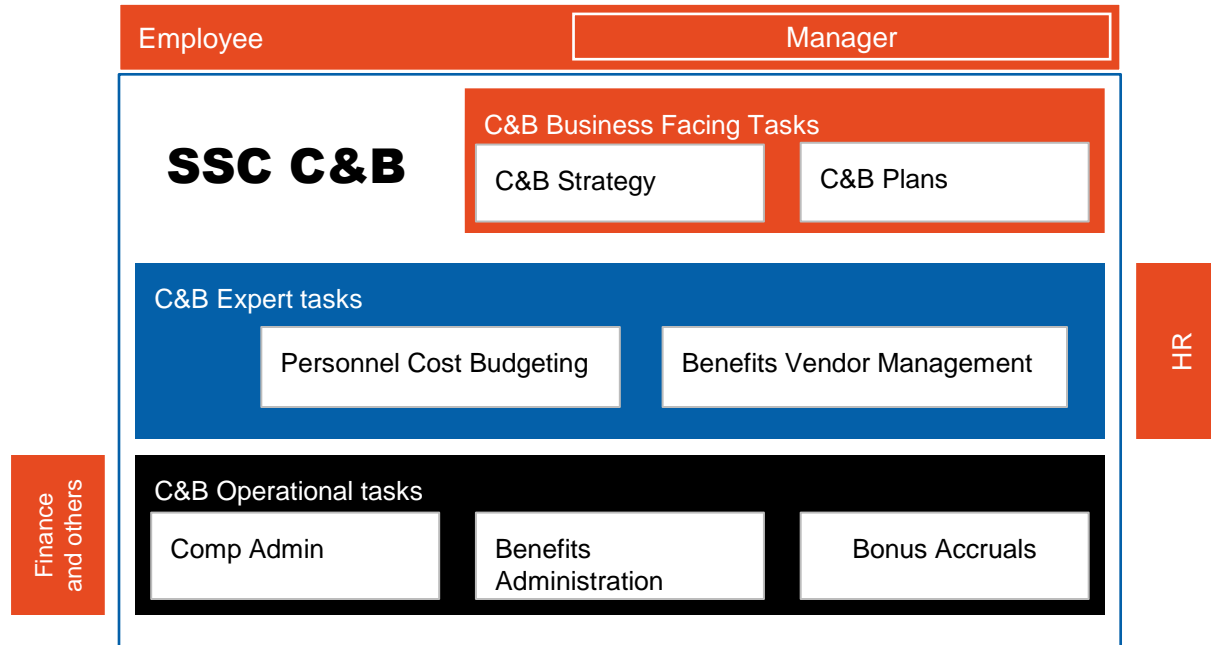 Employee
Manager
SSC C&B
C&B Business Facing Tasks
C&B Strategy
C&B Plans
C&B Expert tasks
Personnel Cost Budgeting
Benefits Vendor Management
HR
Finance
and others
C&B Operational tasks
Comp Admin
Benefits
Administration
Bonus Accruals